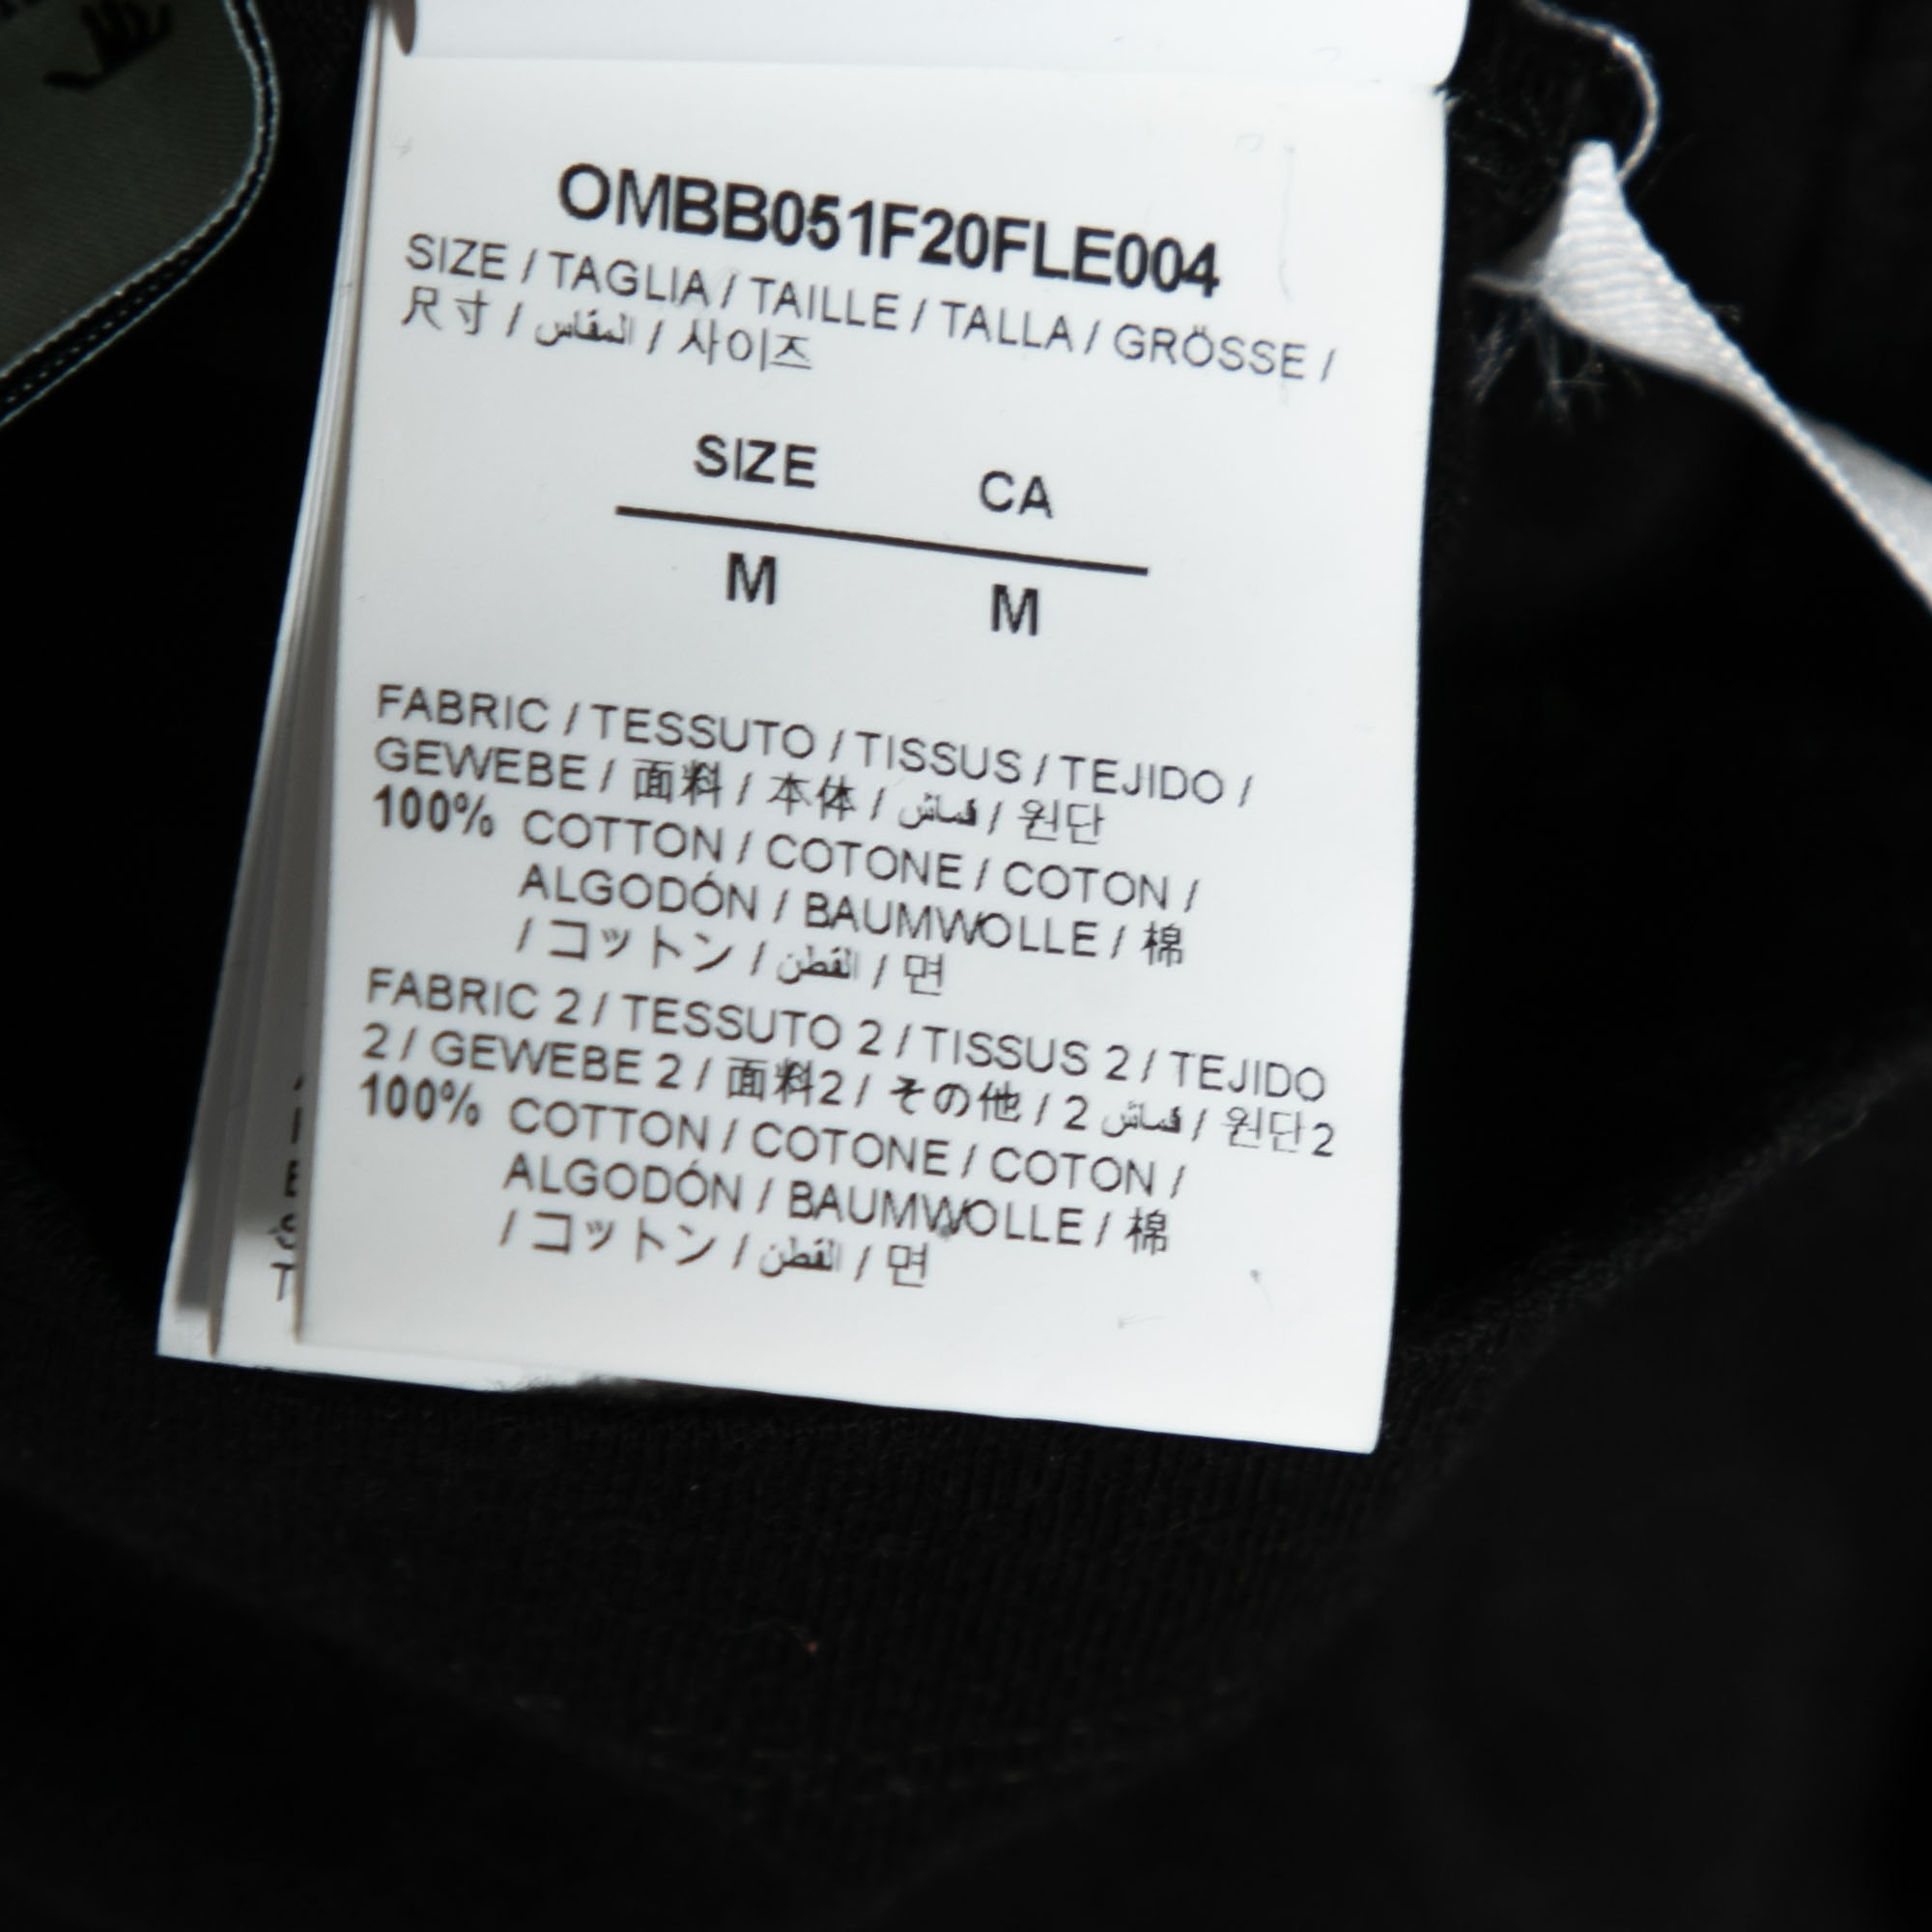 OMBB051F20FLE004
SIZE / TAGLIA / TAILLE / TALLA / GRÖSSE /
尺寸 / المقاس / 사이즈
SIZE CA
M M
FABRIC / TESSUTO / TISSUS / TEJIDO /
GEWEBE / 面料 / 本体 / قماش / 원단
100% COTTON / COTONE / COTON /
ALGODÓN / BAUMWOLLE / 棉
/ コットン / القطن / 면
FABRIC 2 / TESSUTO 2 / TISSUS 2 / TEJIDO
2 / GEWEBE 2 / 面料2 / その他 / 2 قماش / 원단2
100% COTTON / COTONE / COTON /
ALGODÓN / BAUMWOLLE / 棉
/ コットン / القطن / 면